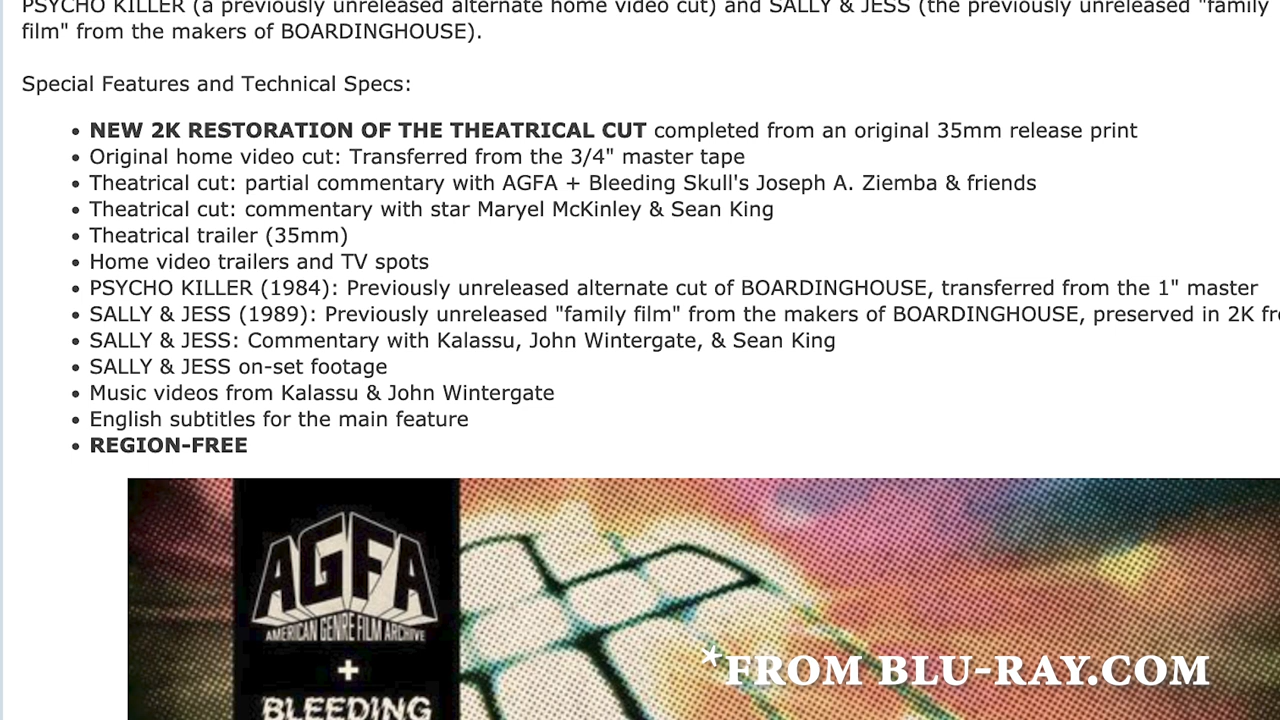 PSYCHO KILLER (a previously unreleased alternate home video cut) and SALLY & JESS (the previously unreleased "family
film" from the makers of BOARDINGHOUSE).
Special Features and Technical Specs:
• NEW 2K RESTORATION OF THE THEATRICAL CUT completed from an original 35mm release print
• Original home video cut: Transferred from the 3/4" master tape
• Theatrical cut: partial commentary with AGFA + Bleeding Skull's Joseph A. Ziemba & friends
• Theatrical cut: commentary with star Maryel McKinley & Sean King
• Theatrical trailer (35mm)
• Home video trailers and TV spots
• PSYCHO KILLER (1984): Previously unreleased alternate cut of BOARDINGHOUSE, transferred from the 1" master
• SALLY & JESS (1989): Previously unreleased "family film" from the makers of BOARDINGHOUSE, preserved in 2K
• SALLY & JESS: Commentary with Kalassu, John Wintergate, & Sean King
• SALLY & JESS on-set footage
• Music videos from Kalassu & John Wintergate
• English subtitles for the main feature
• REGION-FREE
AGFA
AMERICAN GENRE FILM ARCHIVE
+
BLEEDING
*FROM BLU-RAY.COM